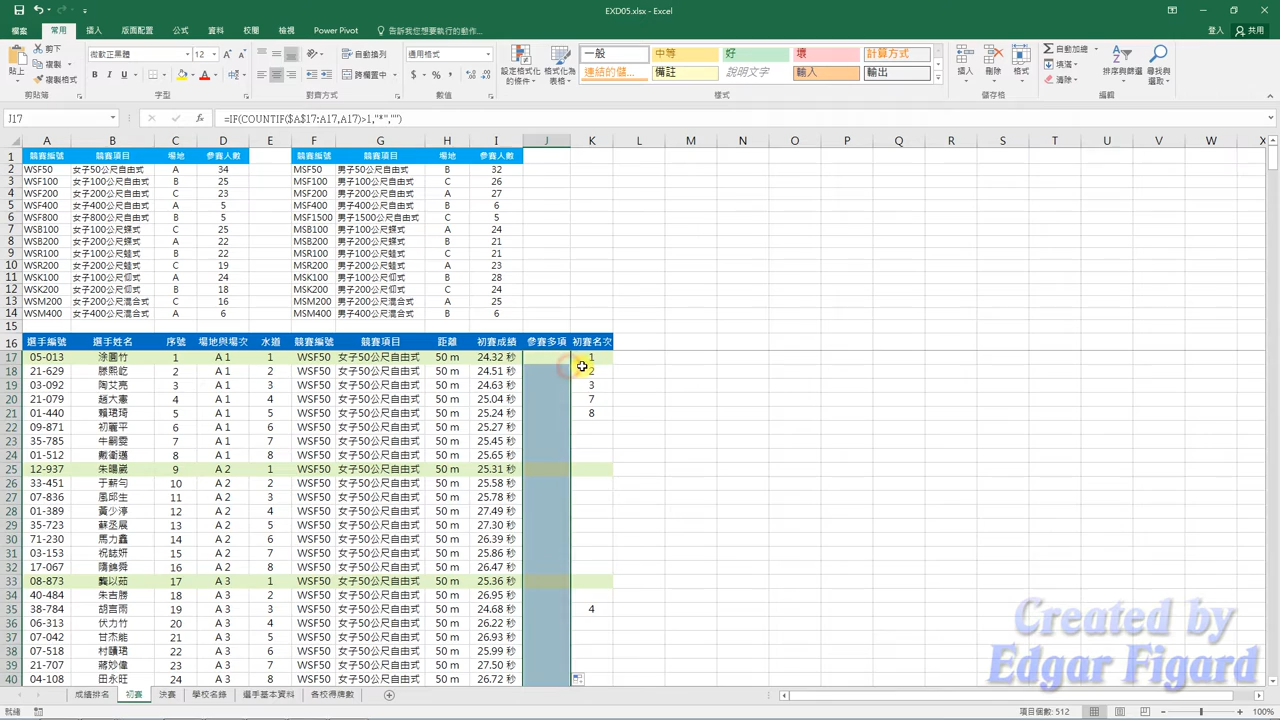 EXD05.xlsx - Excel
檔案 常用 插入 版面配置 公式 資料 校閱 檢視 Power Pivot 告訴我您想要執行的動作... 登入 共用
貼上 剪下 複製 複製格式 微軟正黑體 12 自動換列 跨欄置中 通用格式 設定格式化的條件 格式化為表格 一般 中等 好 壞 計算方式 連結的儲... 備註 說明文字 輸入 輸出 插入 刪除 格式 自動加總 填滿 清除 排序與篩選 尋找與選取
剪貼簿 字型 對齊方式 數值 樣式 儲存格 編輯
J17 =IF(COUNTIF($A$17:A17,A17)>1,"*","")
A B C D E F G H I J K L M N O P Q R S T U V W X
1 競賽編號 競賽項目 場地 參賽人數 競賽編號 競賽項目 場地 參賽人數
2 WSF50 女子50公尺自由式 A 34 MSF50 男子50公尺自由式 B 32
3 WSF100 女子100公尺自由式 B 25 MSF100 男子100公尺自由式 C 26
4 WSF200 女子200公尺自由式 C 23 MSF200 男子200公尺自由式 A 27
5 WSF400 女子400公尺自由式 A 5 MSF400 男子400公尺自由式 B 6
6 WSF800 女子800公尺自由式 B 5 MSF1500 男子1500公尺自由式 C 5
7 WSB100 女子100公尺蝶式 C 25 MSB100 男子100公尺蝶式 A 24
8 WSB200 女子200公尺蝶式 A 22 MSB200 男子200公尺蝶式 B 21
9 WSR100 女子100公尺蛙式 B 22 MSR100 男子100公尺蛙式 C 21
10 WSR200 女子200公尺蛙式 C 19 MSR200 男子200公尺蛙式 A 23
11 WSK100 女子100公尺仰式 A 24 MSK100 男子100公尺仰式 B 28
12 WSK200 女子200公尺仰式 B 18 MSK200 男子200公尺仰式 C 24
13 WSM200 女子200公尺混合式 C 16 MSM200 男子200公尺混合式 A 25
14 WSM400 女子400公尺混合式 A 6 MSM400 男子400公尺混合式 B 6
15
16 選手編號 選手姓名 序號 場地與場次 水道 競賽編號 競賽項目 距離 初賽成績 參賽多項 初賽名次
17 05-013 涂圍竹 1 A 1 1 WSF50 女子50公尺自由式 50 m 24.32 秒 1
18 21-629 滕熙屹 2 A 1 2 WSF50 女子50公尺自由式 50 m 24.51 秒 2
19 03-092 陶艾亮 3 A 1 3 WSF50 女子50公尺自由式 50 m 24.63 秒 3
20 21-079 趙大憲 4 A 1 4 WSF50 女子50公尺自由式 50 m 25.04 秒 7
21 01-440 賴珺琦 5 A 1 5 WSF50 女子50公尺自由式 50 m 25.24 秒 8
22 09-871 初麗平 6 A 1 6 WSF50 女子50公尺自由式 50 m 25.27 秒
23 35-785 牛嗣雯 7 A 1 7 WSF50 女子50公尺自由式 50 m 25.45 秒
24 01-512 戴衛邁 8 A 1 8 WSF50 女子50公尺自由式 50 m 25.65 秒
25 12-937 朱暘崴 9 A 2 1 WSF50 女子50公尺自由式 50 m 25.31 秒
26 33-451 于薪勻 10 A 2 2 WSF50 女子50公尺自由式 50 m 25.58 秒
27 07-836 風邱生 11 A 2 3 WSF50 女子50公尺自由式 50 m 25.78 秒
28 01-389 黃少淳 12 A 2 4 WSF50 女子50公尺自由式 50 m 27.49 秒
29 35-723 蘇丞展 13 A 2 5 WSF50 女子50公尺自由式 50 m 27.30 秒
30 71-230 馬力鑫 14 A 2 6 WSF50 女子50公尺自由式 50 m 26.39 秒
31 03-153 祝誌妍 15 A 2 7 WSF50 女子50公尺自由式 50 m 25.86 秒
32 17-067 隋錦舜 16 A 2 8 WSF50 女子50公尺自由式 50 m 26.47 秒
33 08-873 龔以茹 17 A 3 1 WSF50 女子50公尺自由式 50 m 25.36 秒
34 40-484 朱吉勝 18 A 3 2 WSF50 女子50公尺自由式 50 m 26.95 秒
35 38-784 胡言雨 19 A 3 3 WSF50 女子50公尺自由式 50 m 24.68 秒 4
36 06-313 伏力竹 20 A 3 4 WSF50 女子50公尺自由式 50 m 26.22 秒
37 07-042 甘杰能 21 A 3 5 WSF50 女子50公尺自由式 50 m 26.93 秒
38 07-518 村頤珺 22 A 3 6 WSF50 女子50公尺自由式 50 m 25.99 秒
39 21-707 蔣妙偉 23 A 3 7 WSF50 女子50公尺自由式 50 m 27.50 秒
40 04-108 田永旺 24 A 3 8 WSF50 女子50公尺自由式 50 m 26.72 秒
Created by
Edgar Hgard
成績排名 初賽 決賽 學校名錄 選手基本資料 各校得牌數
就緒 項目個數: 512 100%